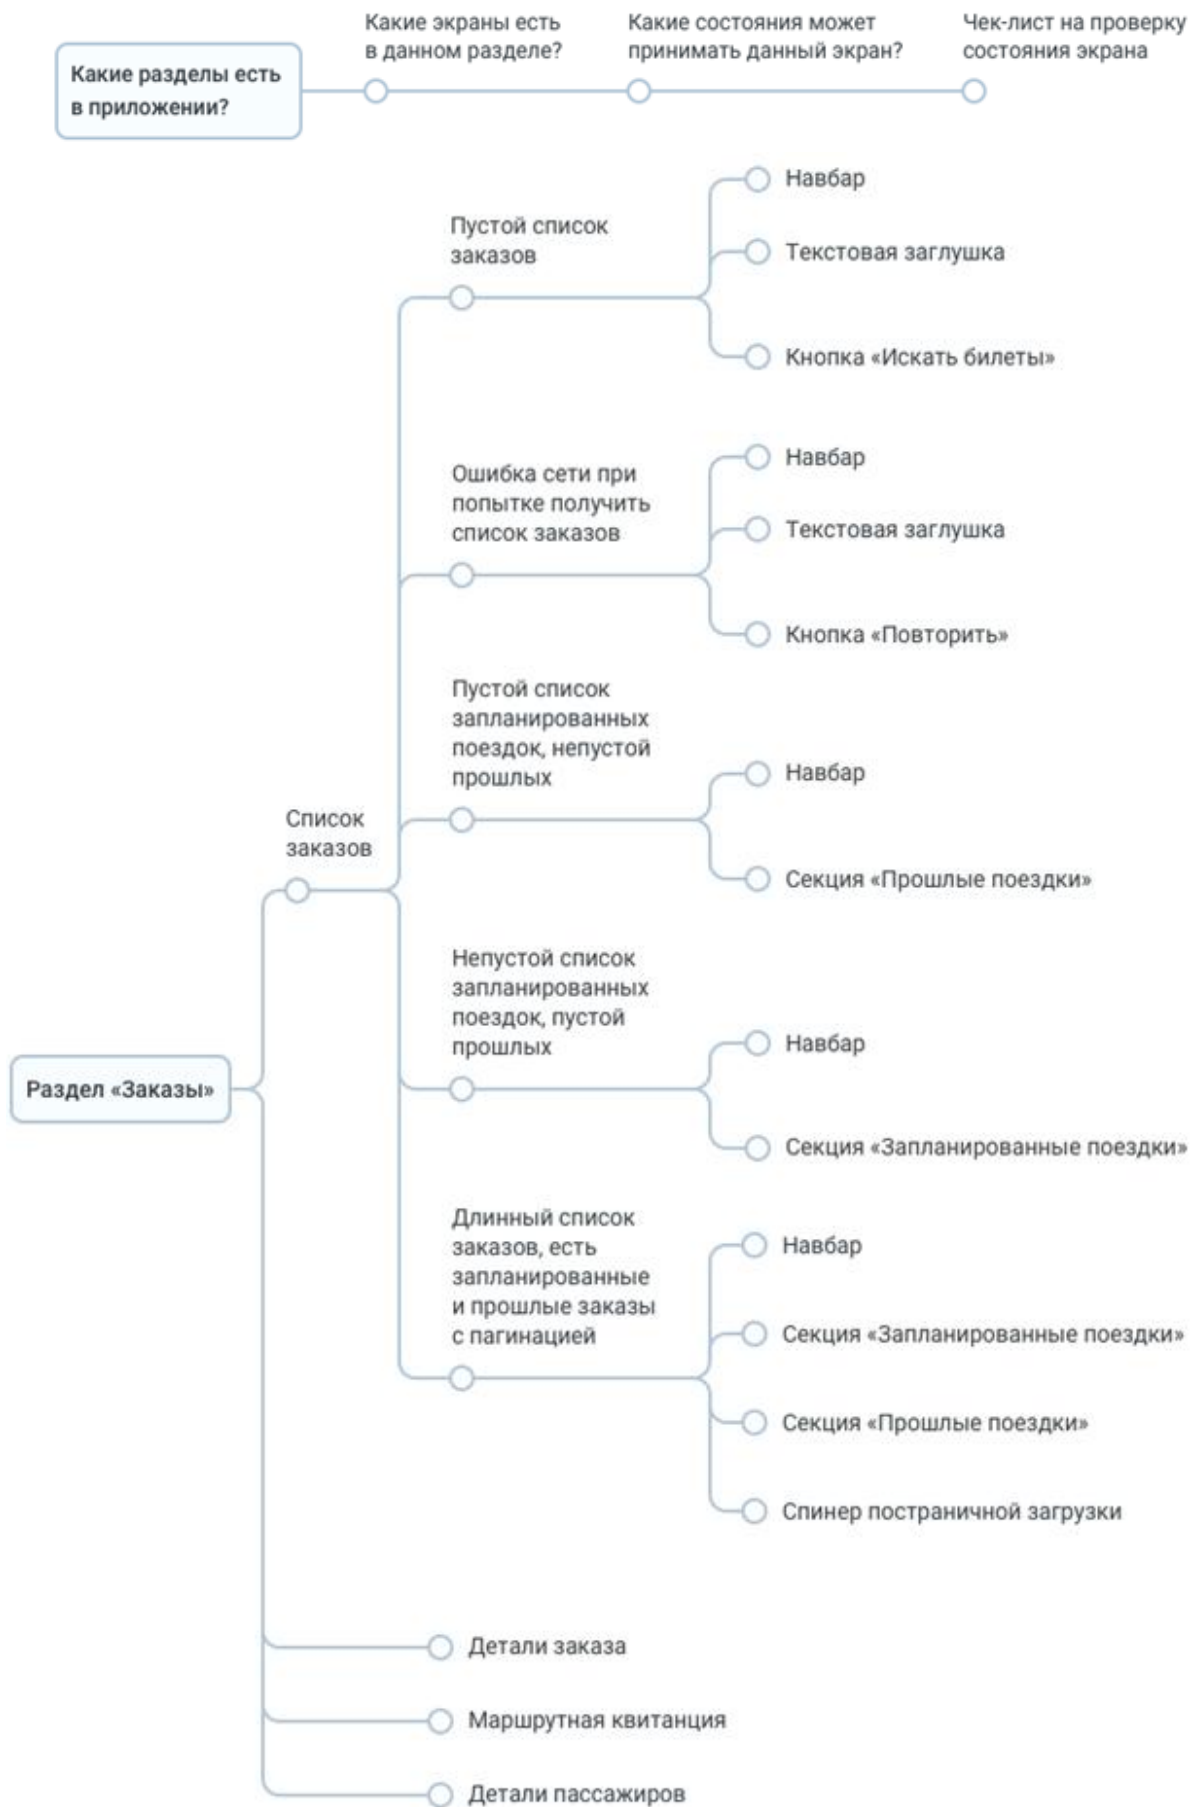 Какие разделы есть
в приложении?
Какие экраны есть
в данном разделе?
Какие состояния может
принимать данный экран?
Чек-лист на проверку
состояния экрана
Раздел «Заказы»
Список
заказов
Пустой список
заказов
Навбар
Текстовая заглушка
Кнопка «Искать билеты»
Ошибка сети при
попытке получить
список заказов
Навбар
Текстовая заглушка
Кнопка «Повторить»
Пустой список
запланированных
поездок, непустой
прошлых
Навбар
Секция «Прошлые поездки»
Непустой список
запланированных
поездок, пустой
прошлых
Навбар
Секция «Запланированные поездки»
Длинный список
заказов, есть
запланированные
и прошлые заказы
с пагинацией
Навбар
Секция «Запланированные поездки»
Секция «Прошлые поездки»
Спинер постраничной загрузки
Детали заказа
Маршрутная квитанция
Детали пассажиров